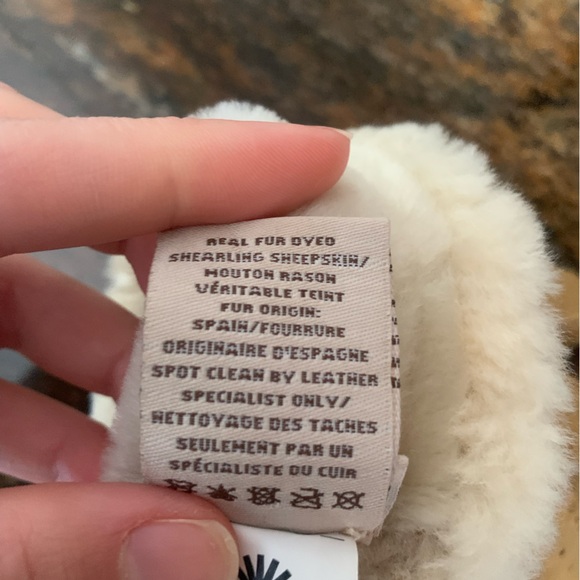 REAL FUR DYED
SHEARLING SHEEPSKIN/
MOUTON RASON
VÉRITABLE TEINT
FUR ORIGIN:
SPAIN/FOURRURE
ORIGINAIRE D'ESPAGNE
SPOT CLEAN BY LEATHER
SPECIALIST ONLY/
NETTOYAGE DES TACHES
SEULEMENT PAR UN
SPÉCIALISTE DU CUIR